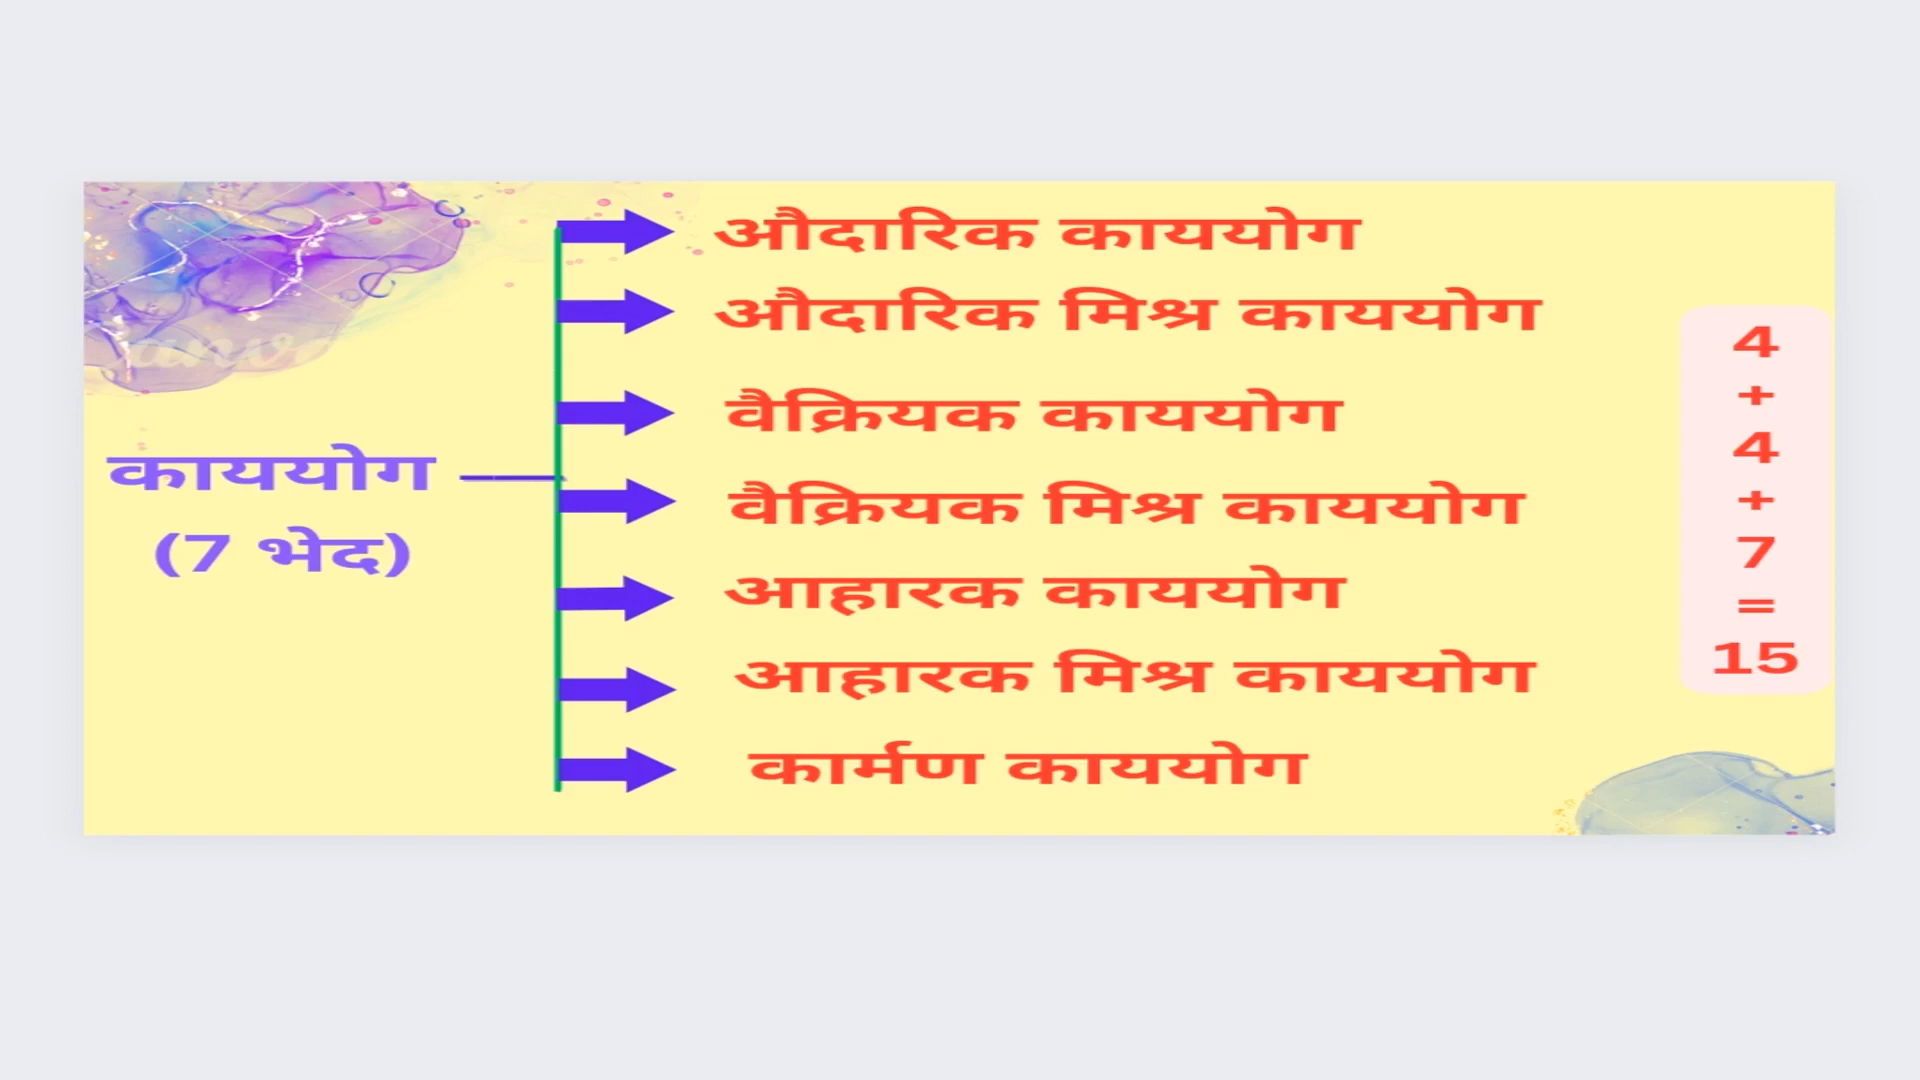 काययोग
(7 भेद)
औदारिक काययोग
औदारिक मिश्र काययोग
वैक्रियक काययोग
वैक्रियक मिश्र काययोग
आहारक काययोग
आहारक मिश्र काययोग
कार्मण काययोग
4
+
4
+
7
=
15